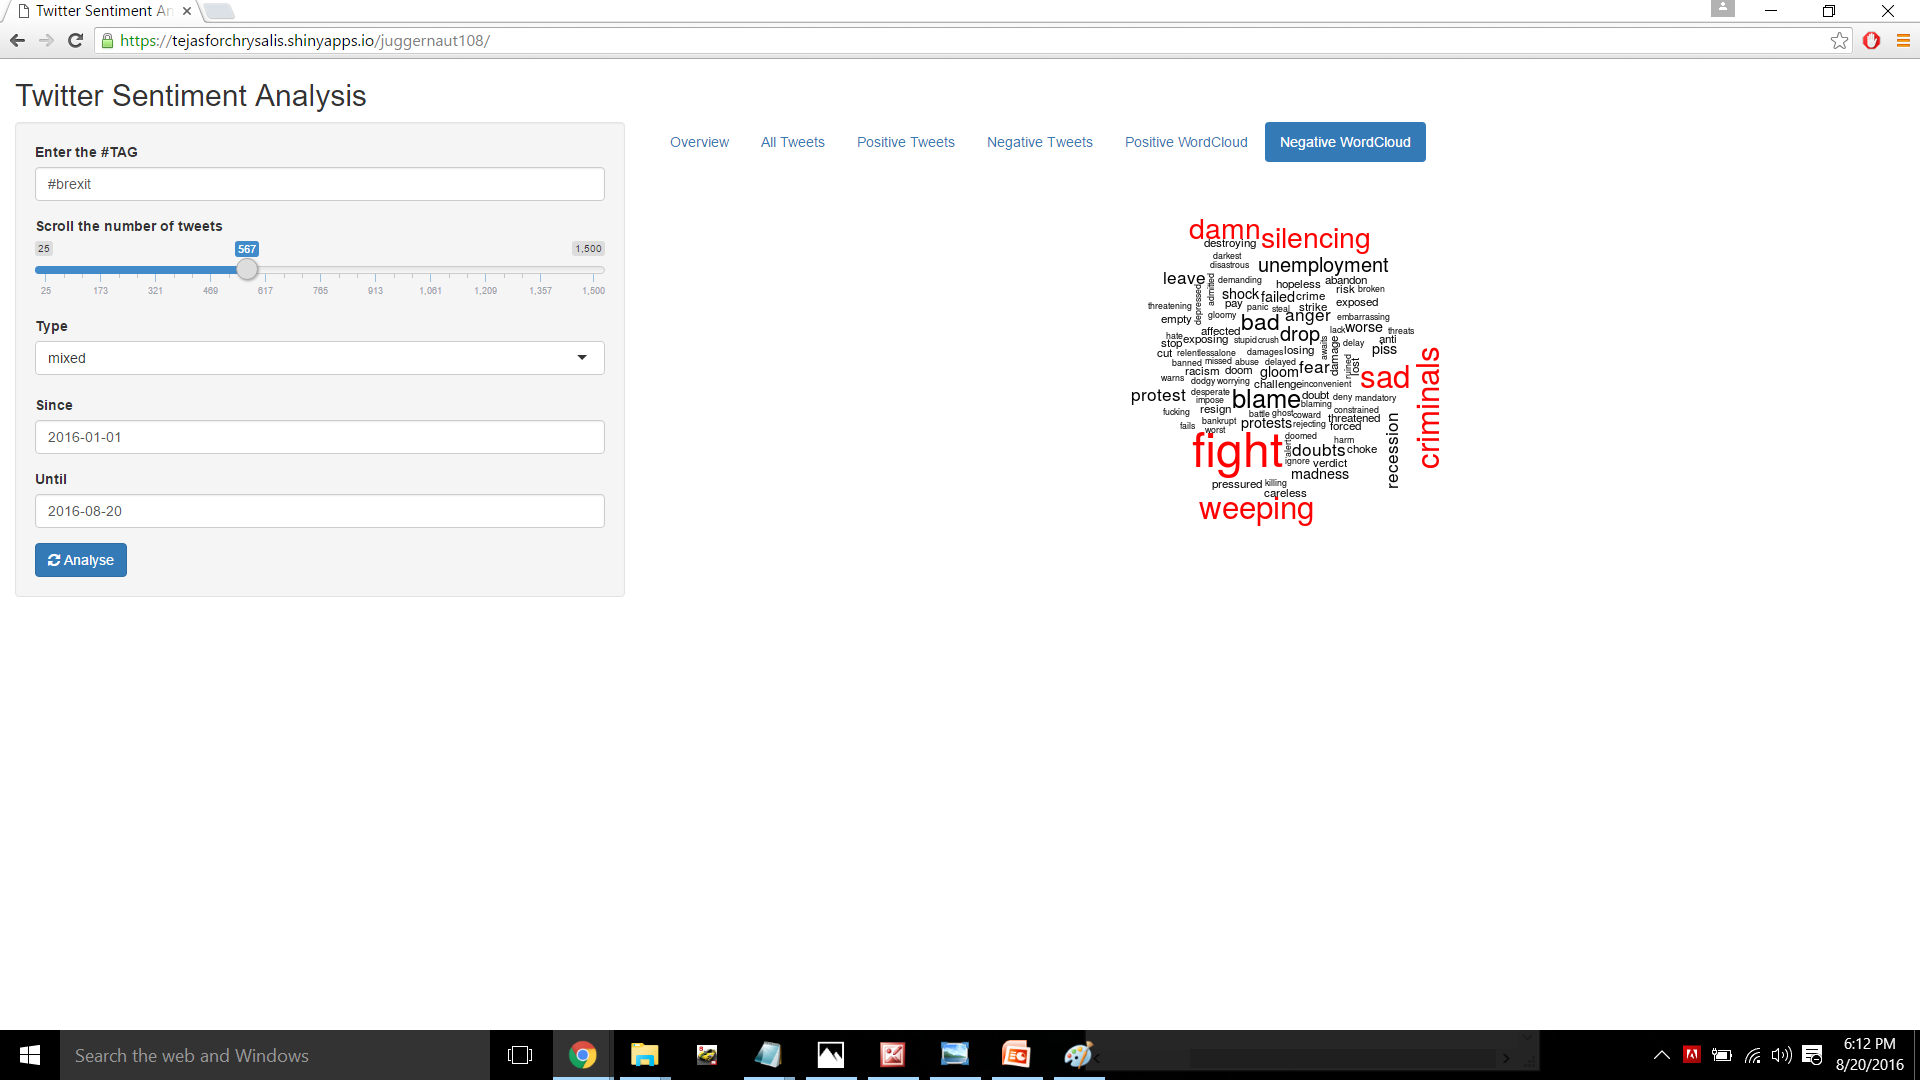 Twitter Sentiment An
https://tejasforchrysalis.shinyapps.io/juggernaut108/
Twitter Sentiment Analysis
Enter the #TAG
#brexit
Scroll the number of tweets
25 567 1,500
25 173 321 469 617 765 913 1,061 1,209 1,357 1,500
Type
mixed
Since
2016-01-01
Until
2016-08-20
Analyse
Overview All Tweets Positive Tweets Negative Tweets Positive WordCloud Negative WordCloud
damn silencing
destroying
darkest
disastrous unemployment
leave admitted demanding hopeless abandon
depressed shock failed crime risk broken
threatening pay panic steal strike exposed
empty gloomy bad anger embarrassing
affected drop lack worse threats
hate exposing stupid crush awaits damage delay anti
stop
cut relentless alone damages losing piss
banned missed abuse delayed ruined lost
racism doom gloom fear sad criminals
warns dodgy worrying challenge inconvenient
protest desperate blame doubt deny mandatory
impose blaming
fucking resign battle ghost coward constrained
bankrupt protests rejecting threatened
fails worst forced recession
fight doomed harm
alert doubts choke
ignore verdict
madness
pressured killing
careless
weeping
Search the web and Windows
6:12 PM
8/20/2016